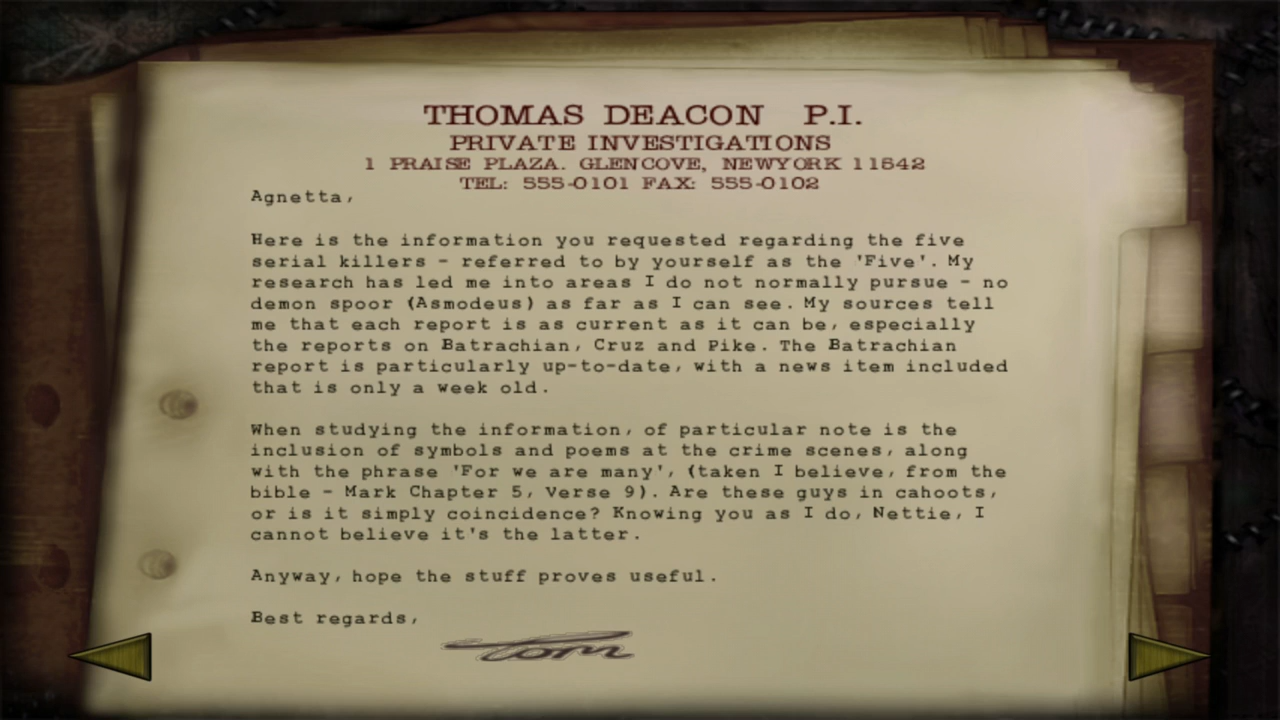 THOMAS DEACON P.I.
PRIVATE INVESTIGATIONS
1 PRAISE PLAZA. GLENCOVE, NEWYORK 11542
TEL: 555-0101 FAX: 555-0102
Agnetta,
Here is the information you requested regarding the five
serial killers - referred to by yourself as the 'Five'. My
research has led me into areas I do not normally pursue - no
demon spoor (Asmodeus) as far as I can see. My sources tell
me that each report is as current as it can be, especially
the reports on Batrachian, Cruz and Pike. The Batrachian
report is particularly up-to-date, with a news item included
that is only a week old.
When studying the information, of particular note is the
inclusion of symbols and poems at the crime scenes, along
with the phrase 'For we are many', (taken I believe, from the
bible - Mark Chapter 5, Verse 9). Are these guys in cahoots,
or is it simply coincidence? Knowing you as I do, Nettie, I
cannot believe it's the latter.
Anyway, hope the stuff proves useful.
Best regards,
Tom